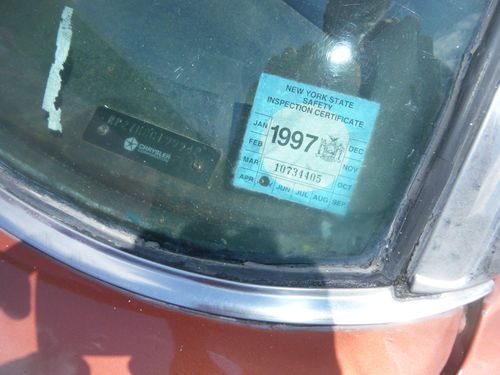 NEW YORK STATE
SAFETY
INSPECTION CERTIFICATE
JAN
DEC
1997
FEB
NOV
MAR
10731405
OCT
APR
JUN JUL AUG SEP
CHRYSLER